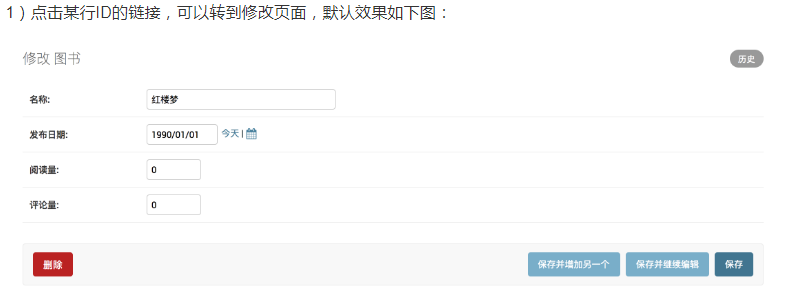 1）点击某行ID的链接，可以转到修改页面，默认效果如下图：
修改 图书
历史
名称: 红楼梦
发布日期: 1990/01/01 今天 |
阅读量: 0
评论量: 0
删除 保存并增加另一个 保存并继续编辑 保存